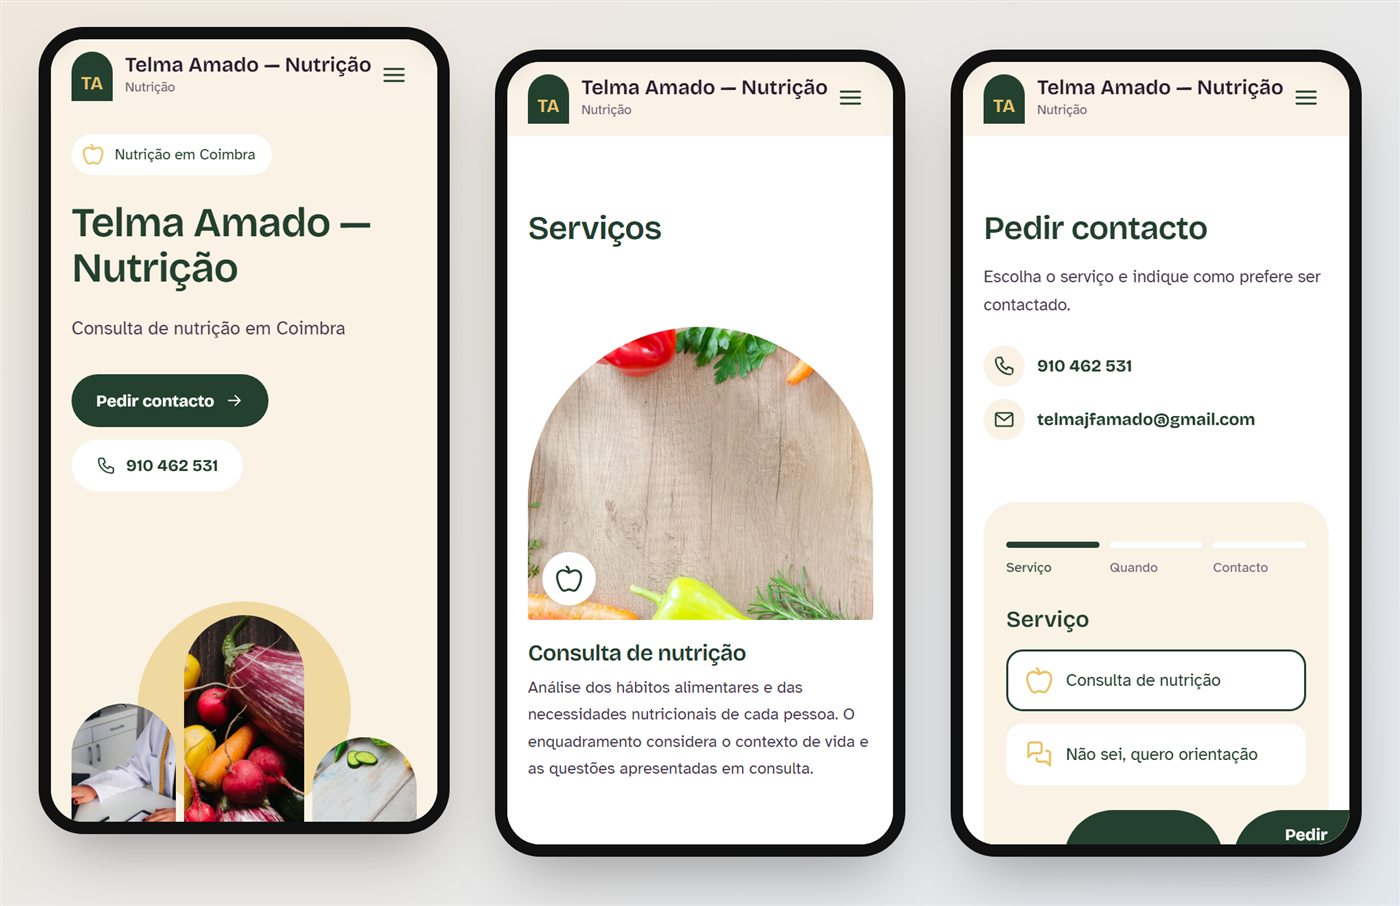 TA
Telma Amado — Nutrição
Nutrição
Nutrição em Coimbra
Telma Amado —
Nutrição
Consulta de nutrição em Coimbra
Pedir contacto
910 462 531
TA
Telma Amado — Nutrição
Nutrição
Serviços
Consulta de nutrição
Análise dos hábitos alimentares e das
necessidades nutricionais de cada pessoa. O
enquadramento considera o contexto de vida e
as questões apresentadas em consulta.
TA
Telma Amado — Nutrição
Nutrição
Pedir contacto
Escolha o serviço e indique como prefere ser
contactado.
910 462 531
telmajfamado@gmail.com
Serviço
Quando
Contacto
Serviço
Consulta de nutrição
Não sei, quero orientação
Pedir